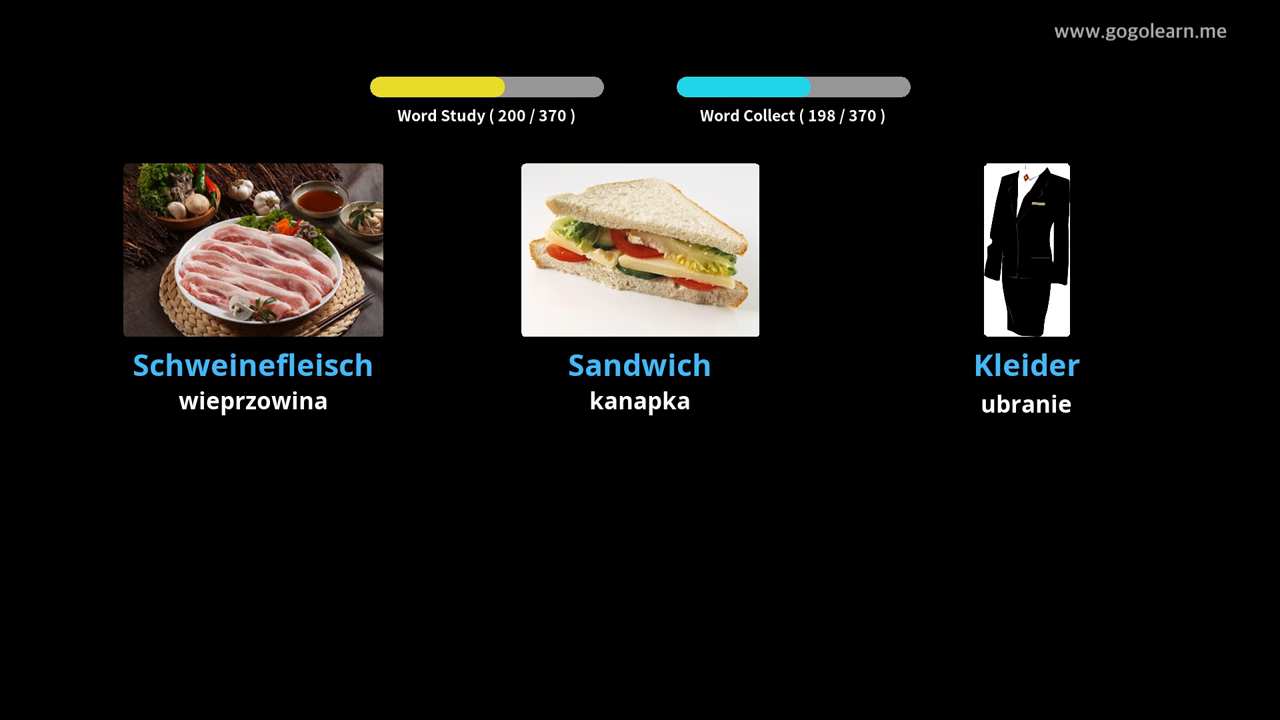 www.gogolearn.me
Word Study ( 200 / 370 )
Word Collect ( 198 / 370 )
Schweinefleisch
wieprzowina
Sandwich
kanapka
Kleider
ubranie